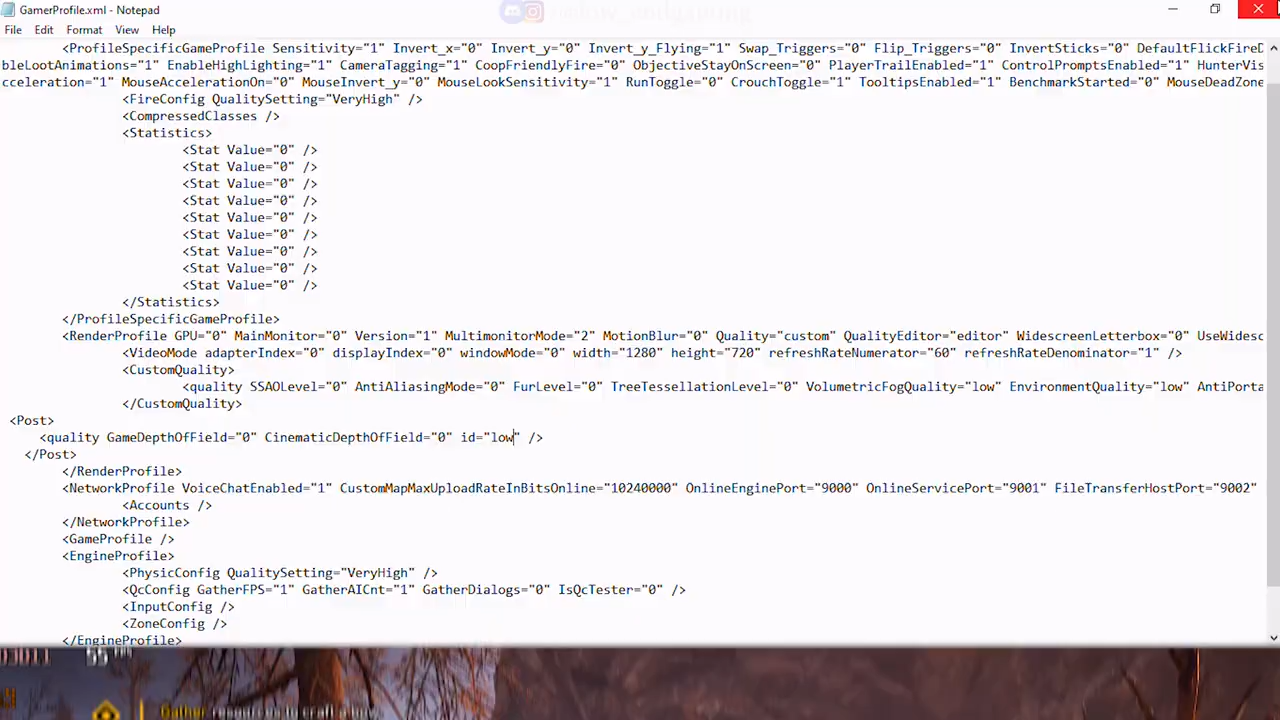 GamerProfile.xml - Notepad
File Edit Format View Help
<ProfileSpecificGameProfile Sensitivity="1" Invert_x="0" Invert_y="0" Invert_y_Flying="1" Swap_Triggers="0" Flip_Triggers="0" InvertSticks="0" DefaultFlickFireD
bleLootAnimations="1" EnableHighLighting="1" CameraTagging="1" CoopFriendlyFire="0" ObjectiveStayOnScreen="0" PlayerTrailEnabled="1" ControlPromptsEnabled="1" HunterVis
cceleration="1" MouseAccelerationOn="0" MouseInvert_y="0" MouseLookSensitivity="1" RunToggle="0" CrouchToggle="1" TooltipsEnabled="1" BenchmarkStarted="0" MouseDeadZone
<FireConfig QualitySetting="VeryHigh" />
<CompressedClasses />
<Statistics>
<Stat Value="0" />
<Stat Value="0" />
<Stat Value="0" />
<Stat Value="0" />
<Stat Value="0" />
<Stat Value="0" />
<Stat Value="0" />
<Stat Value="0" />
<Stat Value="0" />
</Statistics>
</ProfileSpecificGameProfile>
<RenderProfile GPU="0" MainMonitor="0" Version="1" MultimonitorMode="2" MotionBlur="0" Quality="custom" QualityEditor="editor" WidescreenLetterbox="0" UseWidesc
<VideoMode adapterIndex="0" displayIndex="0" windowMode="0" width="1280" height="720" refreshRateNumerator="60" refreshRateDenominator="1" />
<CustomQuality>
<quality SSAOLevel="0" AntiAliasingMode="0" FurLevel="0" TreeTessellationLevel="0" VolumetricFogQuality="low" EnvironmentQuality="low" AntiPorta
</CustomQuality>
<Post>
<quality GameDepthOfField="0" CinematicDepthOfField="0" id="low" />
</Post>
</RenderProfile>
<NetworkProfile VoiceChatEnabled="1" CustomMapMaxUploadRateInBitsOnline="10240000" OnlineEnginePort="9000" OnlineServicePort="9001" FileTransferHostPort="9002"
<Accounts />
</NetworkProfile>
<GameProfile />
<EngineProfile>
<PhysicConfig QualitySetting="VeryHigh" />
<QcConfig GatherFPS="1" GatherAICnt="1" GatherDialogs="0" IsQcTester="0" />
<InputConfig />
<ZoneConfig />
</EngineProfile>
Gather